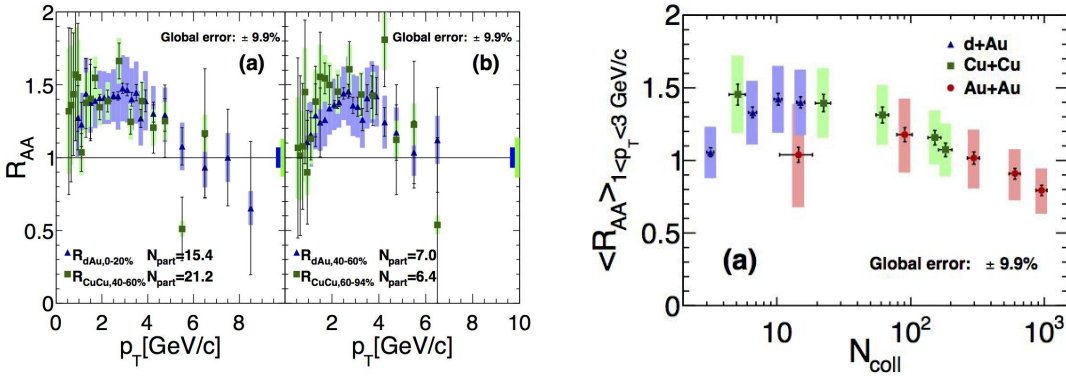 R_AA
2
1.5
1
0.5
0
Global error: ± 9.9%
(a)
R_dAu,0-20% N_part=15.4
R_CuCu,40-60% N_part=21.2
0 2 4 6 8
p_T[GeV/c]
Global error: ± 9.9%
(b)
R_dAu,40-60% N_part=7.0
R_CuCu,60-94% N_part=6.4
0 2 4 6 8 10
p_T[GeV/c]
<R_AA>_1<p_T<3 GeV/c
2
1.5
1
0.5
0
d+Au
Cu+Cu
Au+Au
(a)
Global error: ± 9.9%
10 10² 10³
N_coll